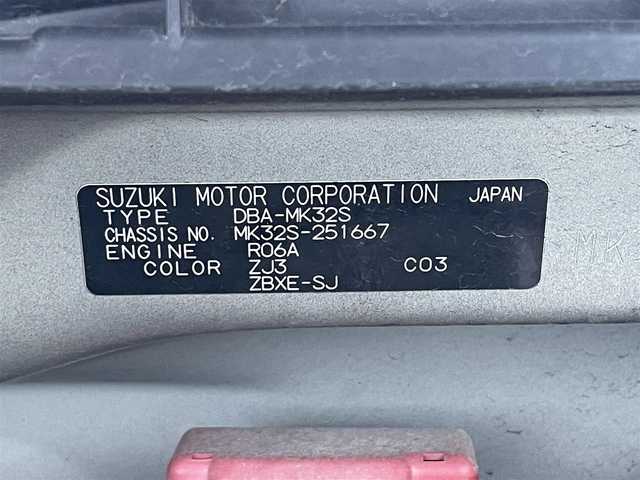 SUZUKI MOTOR CORPORATION JAPAN
TYPE DBA-MK32S
CHASSIS NO. MK32S-251667
ENGINE R06A
COLOR ZJ3 C03
ZBXE-SJ